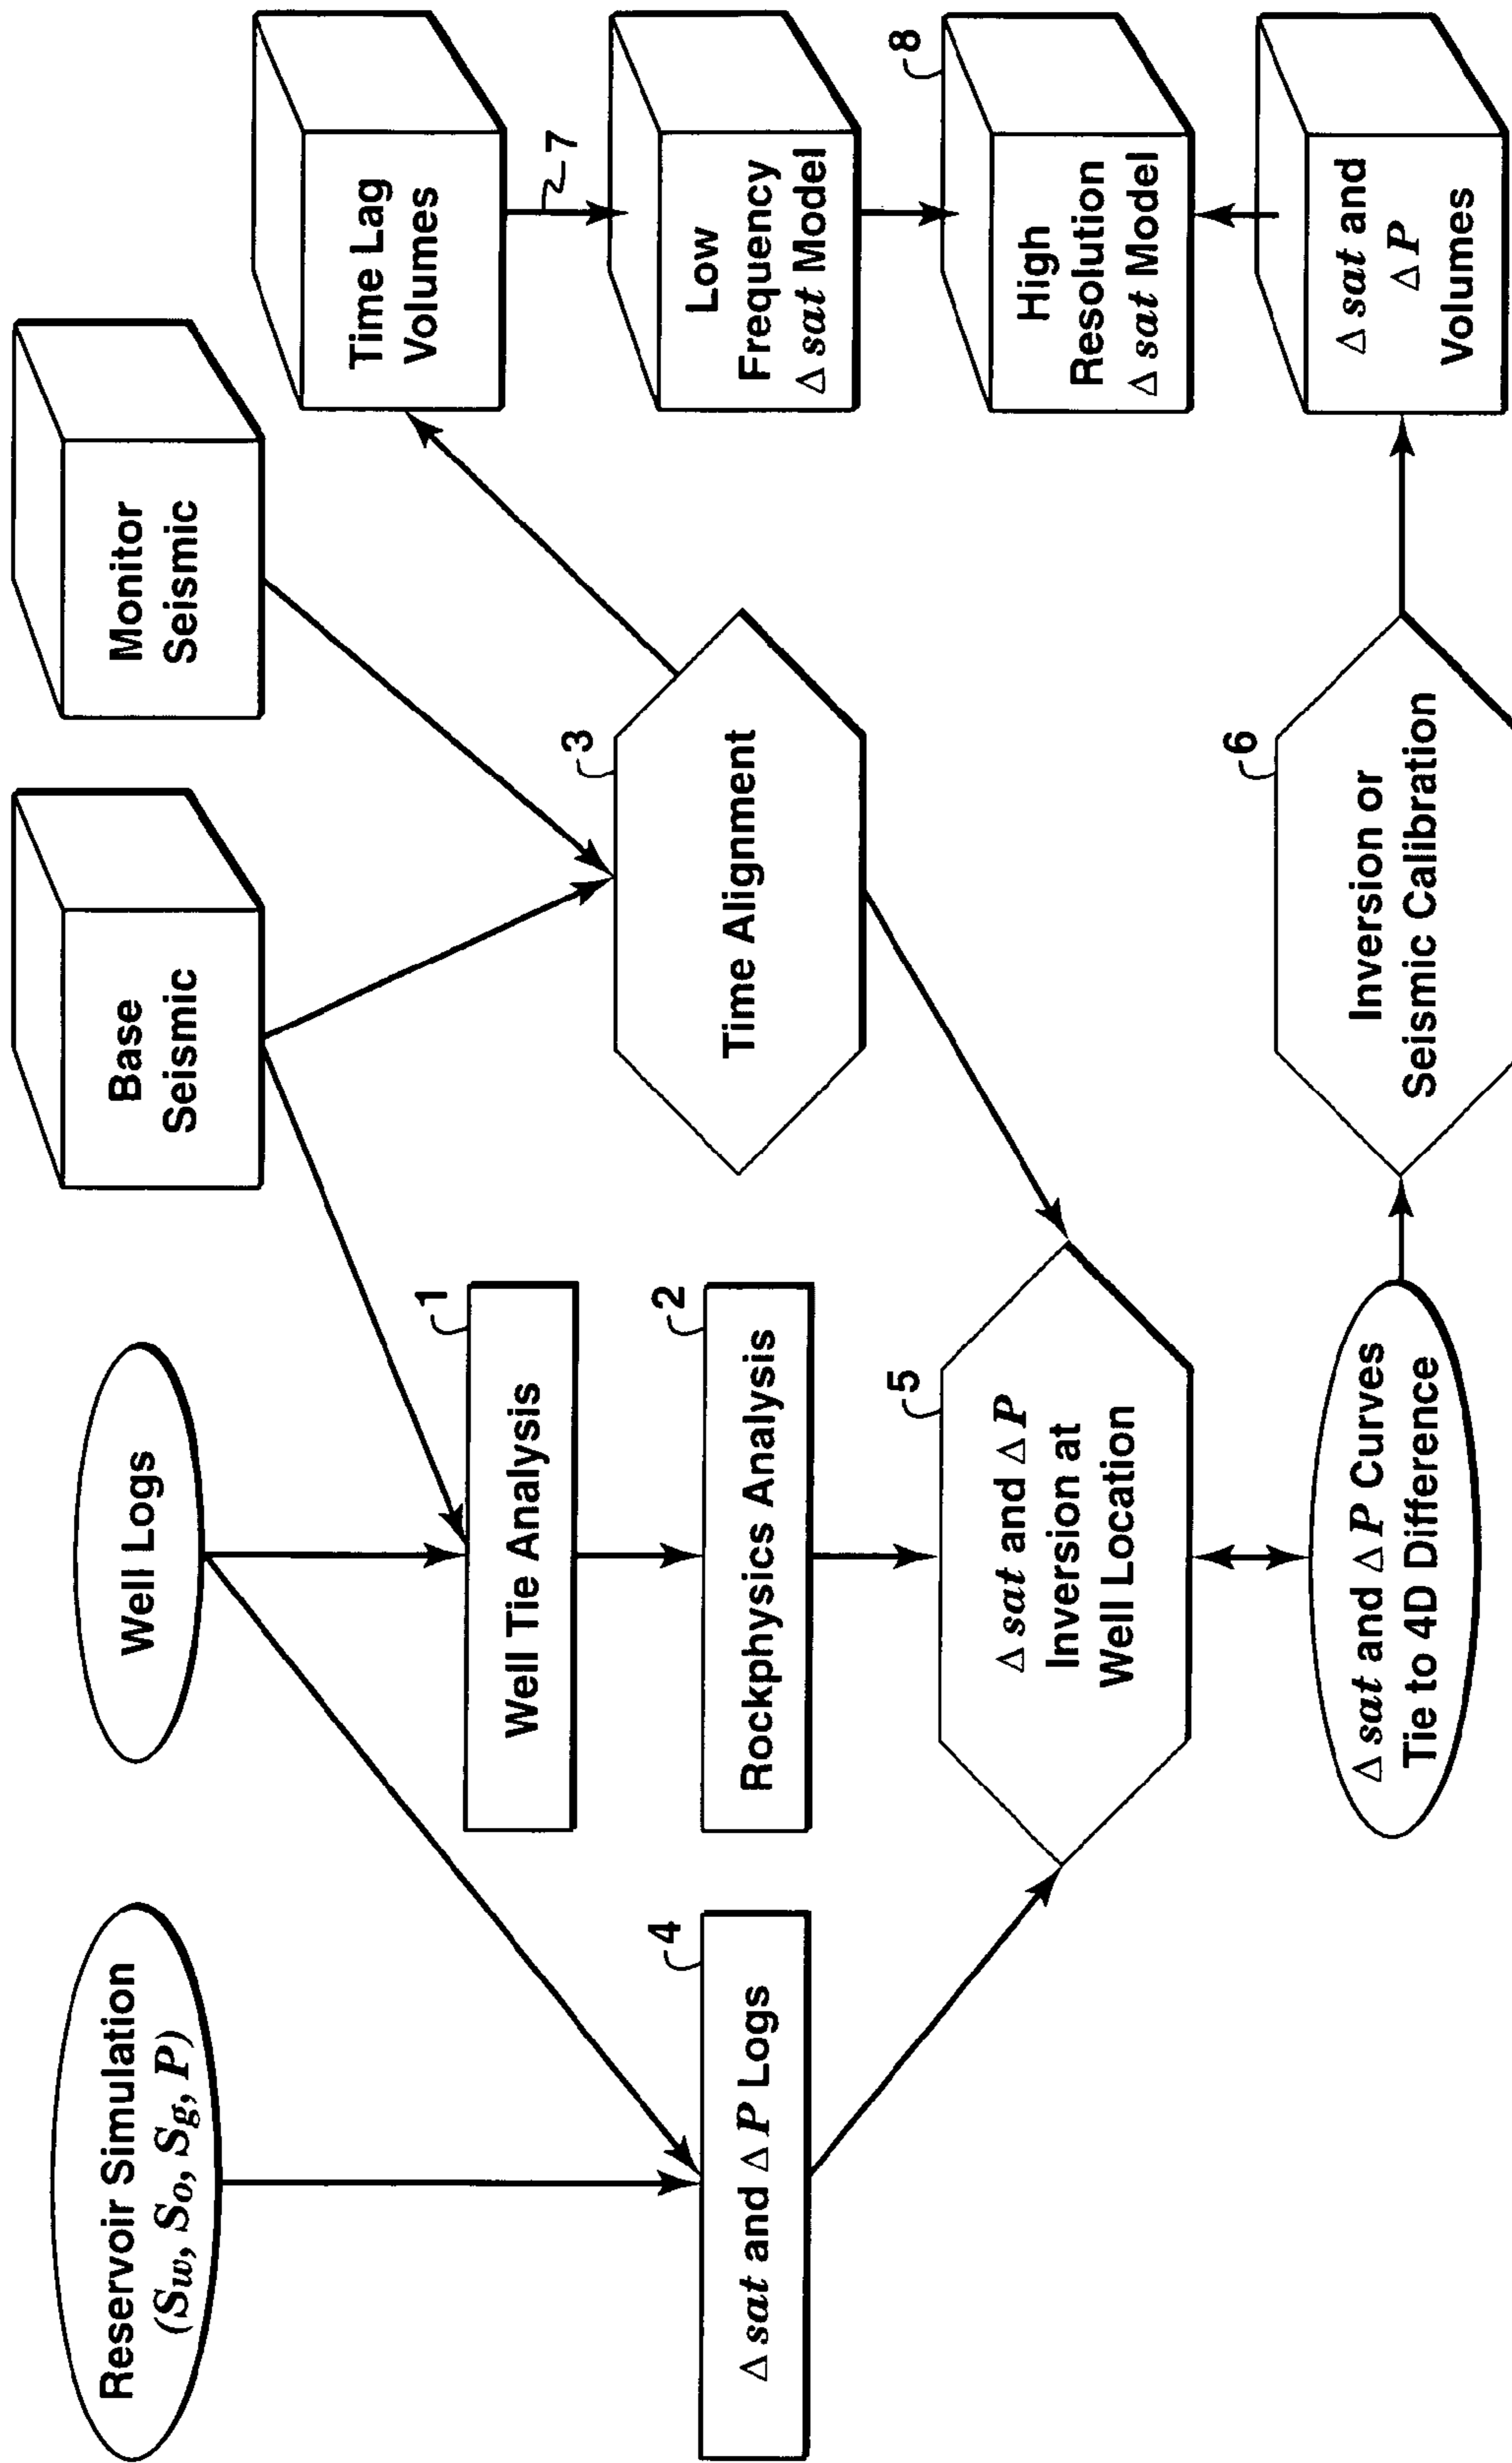 Reservoir Simulation
(Sw, So, Sg, P)
Well Logs
Base
Seismic
Monitor
Seismic
Time Lag
Volumes
1
Well Tie Analysis
3
Time Alignment
7
Low
Frequency
△ sat Model
4
△ sat and △ P Logs
2
Rockphysics Analysis
5
△ sat and △ P
Inversion at
Well Location
8
High
Resolution
△ sat Model
△ sat and △ P Curves
Tie to 4D Difference
6
Inversion or
Seismic Calibration
△ sat and
△ P
Volumes